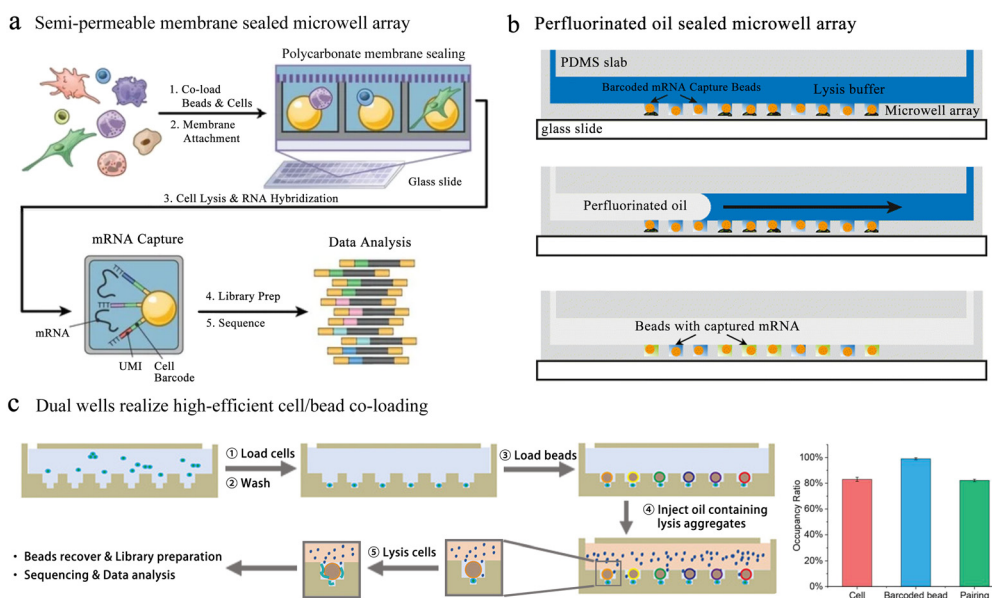 a Semi-permeable membrane sealed microwell array
Polycarbonate membrane sealing
1. Co-load
Beads & Cells
2. Membrane
Attachment
Glass slide
3. Cell Lysis & RNA Hybridization
mRNA Capture
TTT
TTT
TTT
mRNA
UMI
Cell
Barcode
4. Library Prep
5. Sequence
Data Analysis
b Perfluorinated oil sealed microwell array
PDMS slab
Barcoded mRNA Capture Beads
Lysis buffer
Microwell array
glass slide
Perfluorinated oil
Beads with captured mRNA
c Dual wells realize high-efficient cell/bead co-loading
① Load cells
② Wash
③ Load beads
④ Inject oil containing
lysis aggregates
⑤ Lysis cells
• Beads recover & Library preparation
• Sequencing & Data analysis
Occupancy Ratio
100%
80%
60%
40%
20%
0%
Cell
Barcoded bead
Pairing